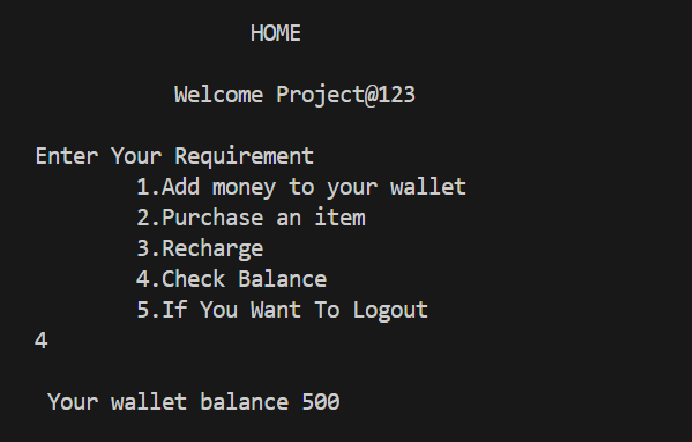 HOME
Welcome Project@123
Enter Your Requirement
1.Add money to your wallet
2.Purchase an item
3.Recharge
4.Check Balance
5.If You Want To Logout
4
Your wallet balance 500